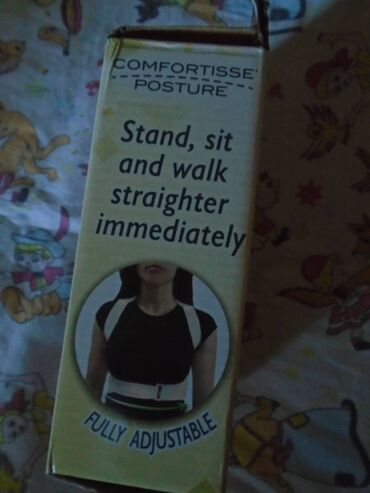 COMFORTISSE
POSTURE
Stand, sit
and walk
straighter
immediately
FULLY ADJUSTABLE